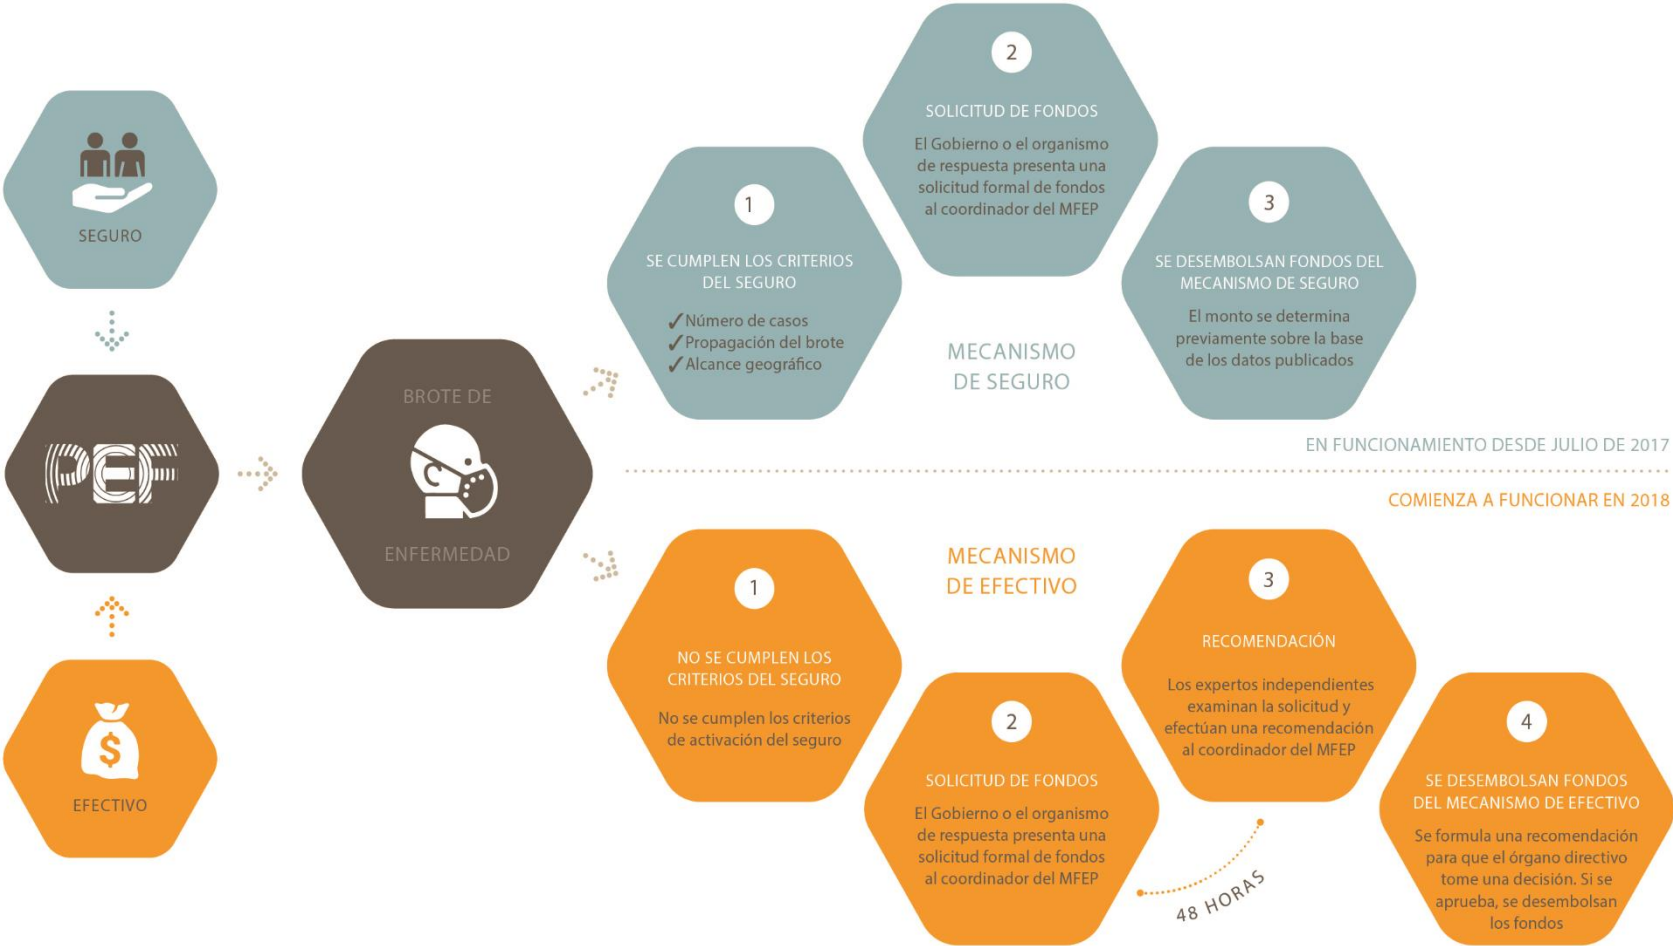 SEGURO
PEF
$
EFECTIVO
BROTE DE
ENFERMEDAD
1
SE CUMPLEN LOS CRITERIOS
DEL SEGURO
✓Número de casos
✓Propagación del brote
✓Alcance geográfico
2
SOLICITUD DE FONDOS
El Gobierno o el organismo
de respuesta presenta una
solicitud formal de fondos
al coordinador del MFEP
3
SE DESEMBOLSAN FONDOS DEL
MECANISMO DE SEGURO
El monto se determina
previamente sobre la base
de los datos publicados
MECANISMO
DE SEGURO
EN FUNCIONAMIENTO DESDE JULIO DE 2017
COMIENZA A FUNCIONAR EN 2018
MECANISMO
DE EFECTIVO
1
NO SE CUMPLEN LOS
CRITERIOS DEL SEGURO
No se cumplen los criterios
de activación del seguro
2
SOLICITUD DE FONDOS
El Gobierno o el organismo
de respuesta presenta una
solicitud formal de fondos
al coordinador del MFEP
48 HORAS
3
RECOMENDACIÓN
Los expertos independientes
examinan la solicitud y
efectúan una recomendación
al coordinador del MFEP
4
SE DESEMBOLSAN FONDOS
DEL MECANISMO DE EFECTIVO
Se formula una recomendación
para que el órgano directivo
tome una decisión. Si se
aprueba, se desembolsan
los fondos